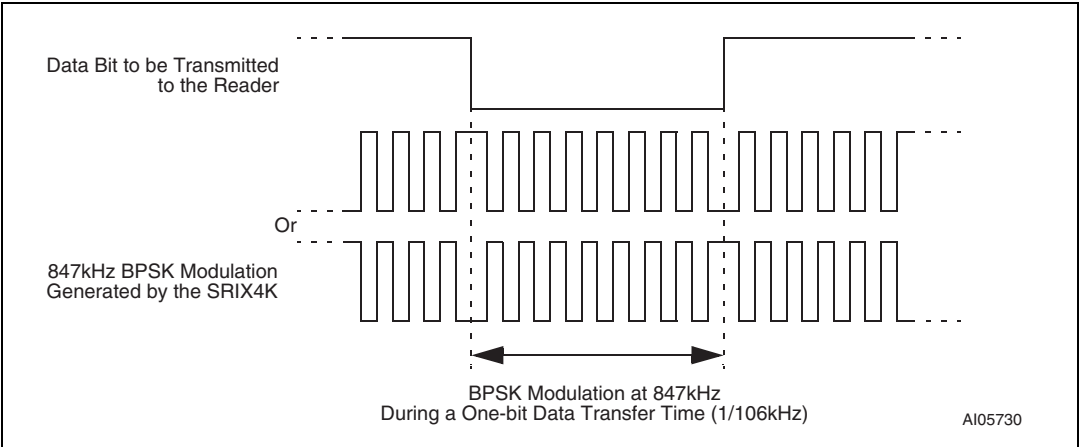 Data Bit to be Transmitted
to the Reader
Or
847kHz BPSK Modulation
Generated by the SRIX4K
BPSK Modulation at 847kHz
During a One-bit Data Transfer Time (1/106kHz)
AI05730